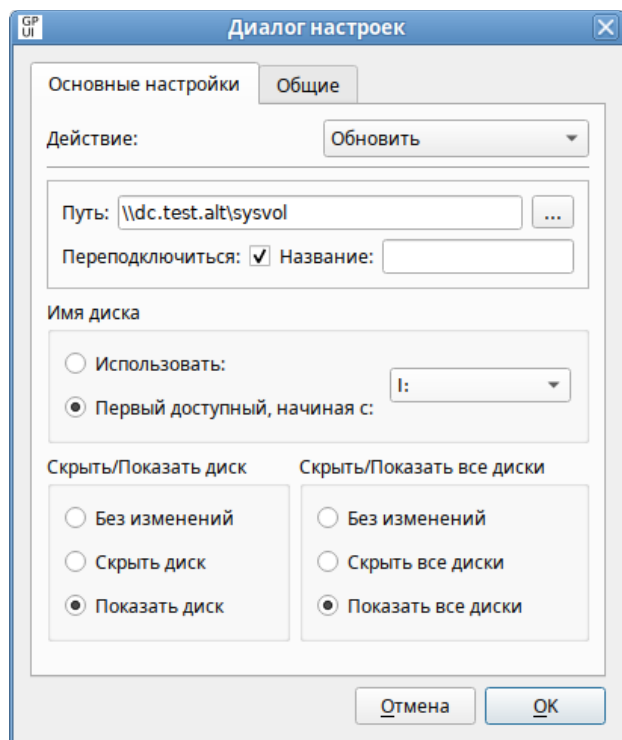 GP
UI
Диалог настроек
Основные настройки
Общие
Действие:
Обновить
Путь: \\dc.test.alt\sysvol
...
Переподключиться:
Название:
Имя диска
Использовать:
Первый доступный, начиная с:
I:
Скрыть/Показать диск
Без изменений
Скрыть диск
Показать диск
Скрыть/Показать все диски
Без изменений
Скрыть все диски
Показать все диски
Отмена
OK